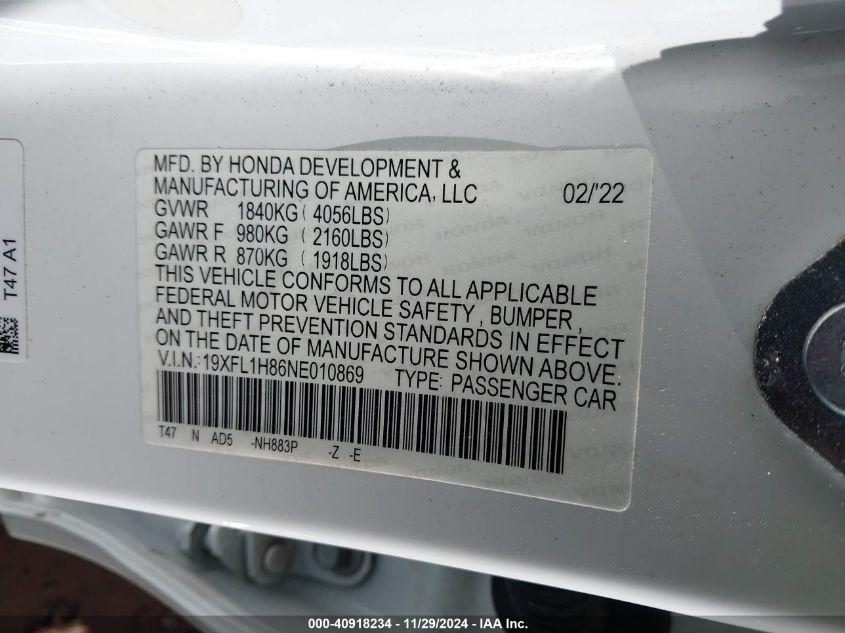 MFD. BY HONDA DEVELOPMENT &
MANUFACTURING OF AMERICA, LLC 02/'22
GVWR 1840KG ( 4056LBS)
GAWR F 980KG ( 2160LBS)
GAWR R 870KG ( 1918LBS)
THIS VEHICLE CONFORMS TO ALL APPLICABLE
FEDERAL MOTOR VEHICLE SAFETY, BUMPER,
AND THEFT PREVENTION STANDARDS IN EFFECT
ON THE DATE OF MANUFACTURE SHOWN ABOVE.
V.I.N.: 19XFL1H86NE010869 TYPE: PASSENGER CAR
T47 N AD5 -NH883P -Z -E
T47 A1
000-40918234 - 11/29/2024 - IAAI Inc.